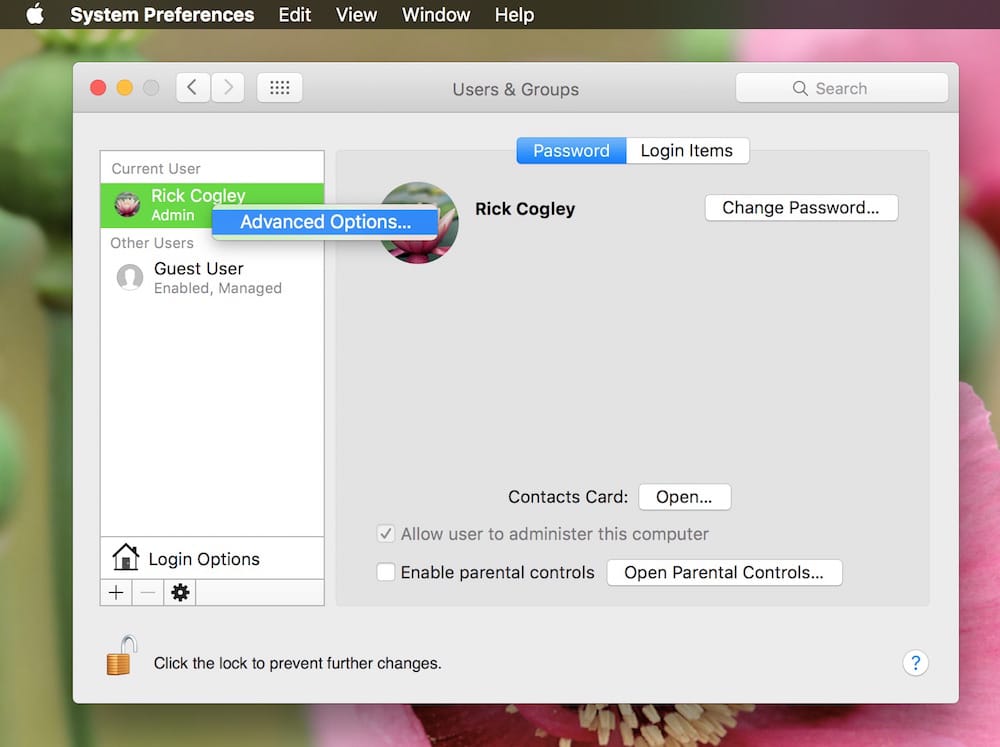 System Preferences Edit View Window Help
Users & Groups
Search
Password Login Items
Current User
Rick Cogley
Admin
Advanced Options...
Rick Cogley
Change Password...
Other Users
Guest User
Enabled, Managed
Contacts Card: Open...
Allow user to administer this computer
Login Options
Enable parental controls Open Parental Controls...
Click the lock to prevent further changes.
?